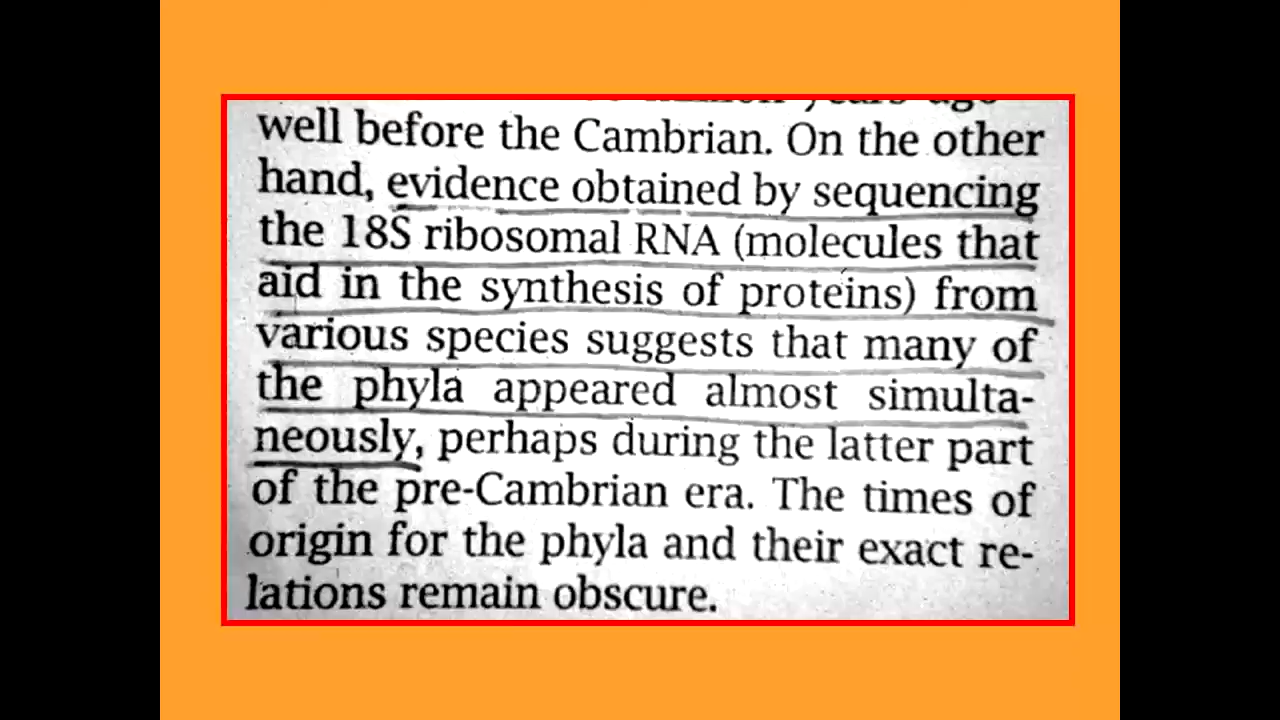 years ago
well before the Cambrian. On the other
hand, evidence obtained by sequencing
the 18S ribosomal RNA (molecules that
aid in the synthesis of proteins) from
various species suggests that many of
the phyla appeared almost simulta-
neously, perhaps during the latter part
of the pre-Cambrian era. The times of
origin for the phyla and their exact re-
lations remain obscure.